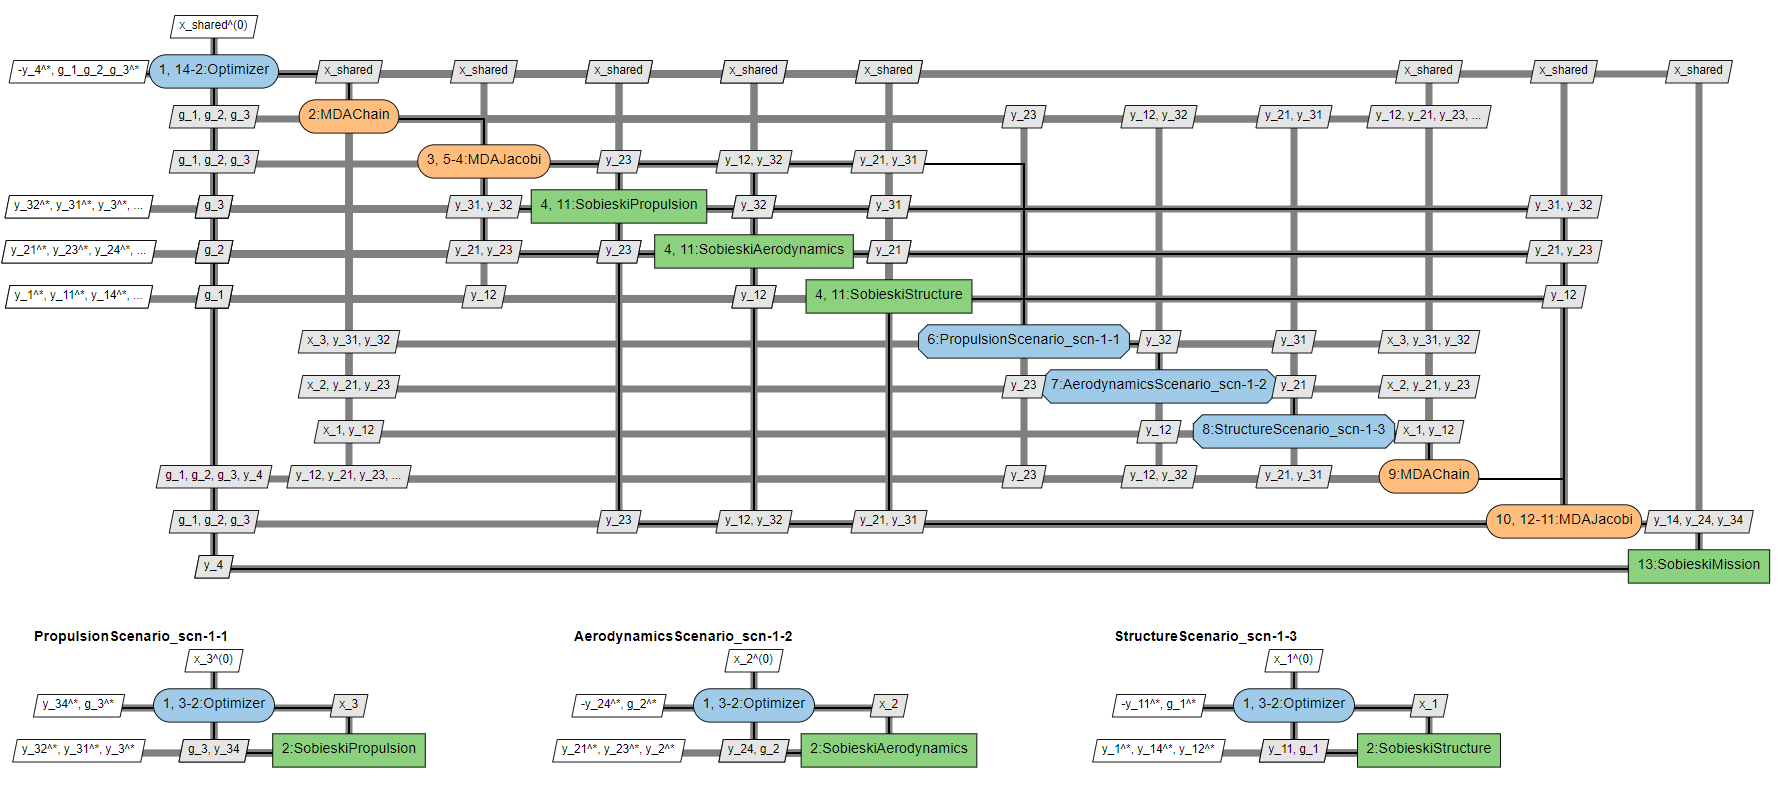 x_shared^(0)
-y_4^*, g_1_g_2_g_3^*
1, 14-2:Optimizer
x_shared
x_shared
x_shared
x_shared
x_shared
x_shared
x_shared
x_shared
g_1, g_2, g_3
2:MDAChain
y_23
y_12, y_32
y_21, y_31
y_12, y_21, y_23, ...
g_1, g_2, g_3
3, 5-4:MDAJacobi
y_23
y_12, y_32
y_21, y_31
y_32^*, y_31^*, y_3^*, ...
g_3
y_31, y_32
4, 11:SobieskiPropulsion
y_32
y_31
y_31, y_32
y_21^*, y_23^*, y_24^*, ...
g_2
y_21, y_23
y_23
4, 11:SobieskiAerodynamics
y_21
y_21, y_23
y_1^*, y_11^*, y_14^*, ...
g_1
y_12
y_12
4, 11:SobieskiStructure
y_12
x_3, y_31, y_32
6:PropulsionScenario_scn-1-1
y_32
y_31
x_3, y_31, y_32
x_2, y_21, y_23
y_23
7:AerodynamicsScenario_scn-1-2
y_21
x_2, y_21, y_23
x_1, y_12
y_12
8:StructureScenario_scn-1-3
x_1, y_12
g_1, g_2, g_3, y_4
y_12, y_21, y_23, ...
y_23
y_12, y_32
y_21, y_31
9:MDAChain
g_1, g_2, g_3
y_23
y_12, y_32
y_21, y_31
10, 12-11:MDAJacobi
y_14, y_24, y_34
y_4
13:SobieskiMission
PropulsionScenario_scn-1-1
x_3^(0)
y_34^*, g_3^*
1, 3-2:Optimizer
x_3
y_32^*, y_31^*, y_3^*
g_3, y_34
2:SobieskiPropulsion
AerodynamicsScenario_scn-1-2
x_2^(0)
-y_24^*, g_2^*
1, 3-2:Optimizer
x_2
y_21^*, y_23^*, y_2^*
y_24, g_2
2:SobieskiAerodynamics
StructureScenario_scn-1-3
x_1^(0)
-y_11^*, g_1^*
1, 3-2:Optimizer
x_1
y_1^*, y_14^*, y_12^*
y_11, g_1
2:SobieskiStructure